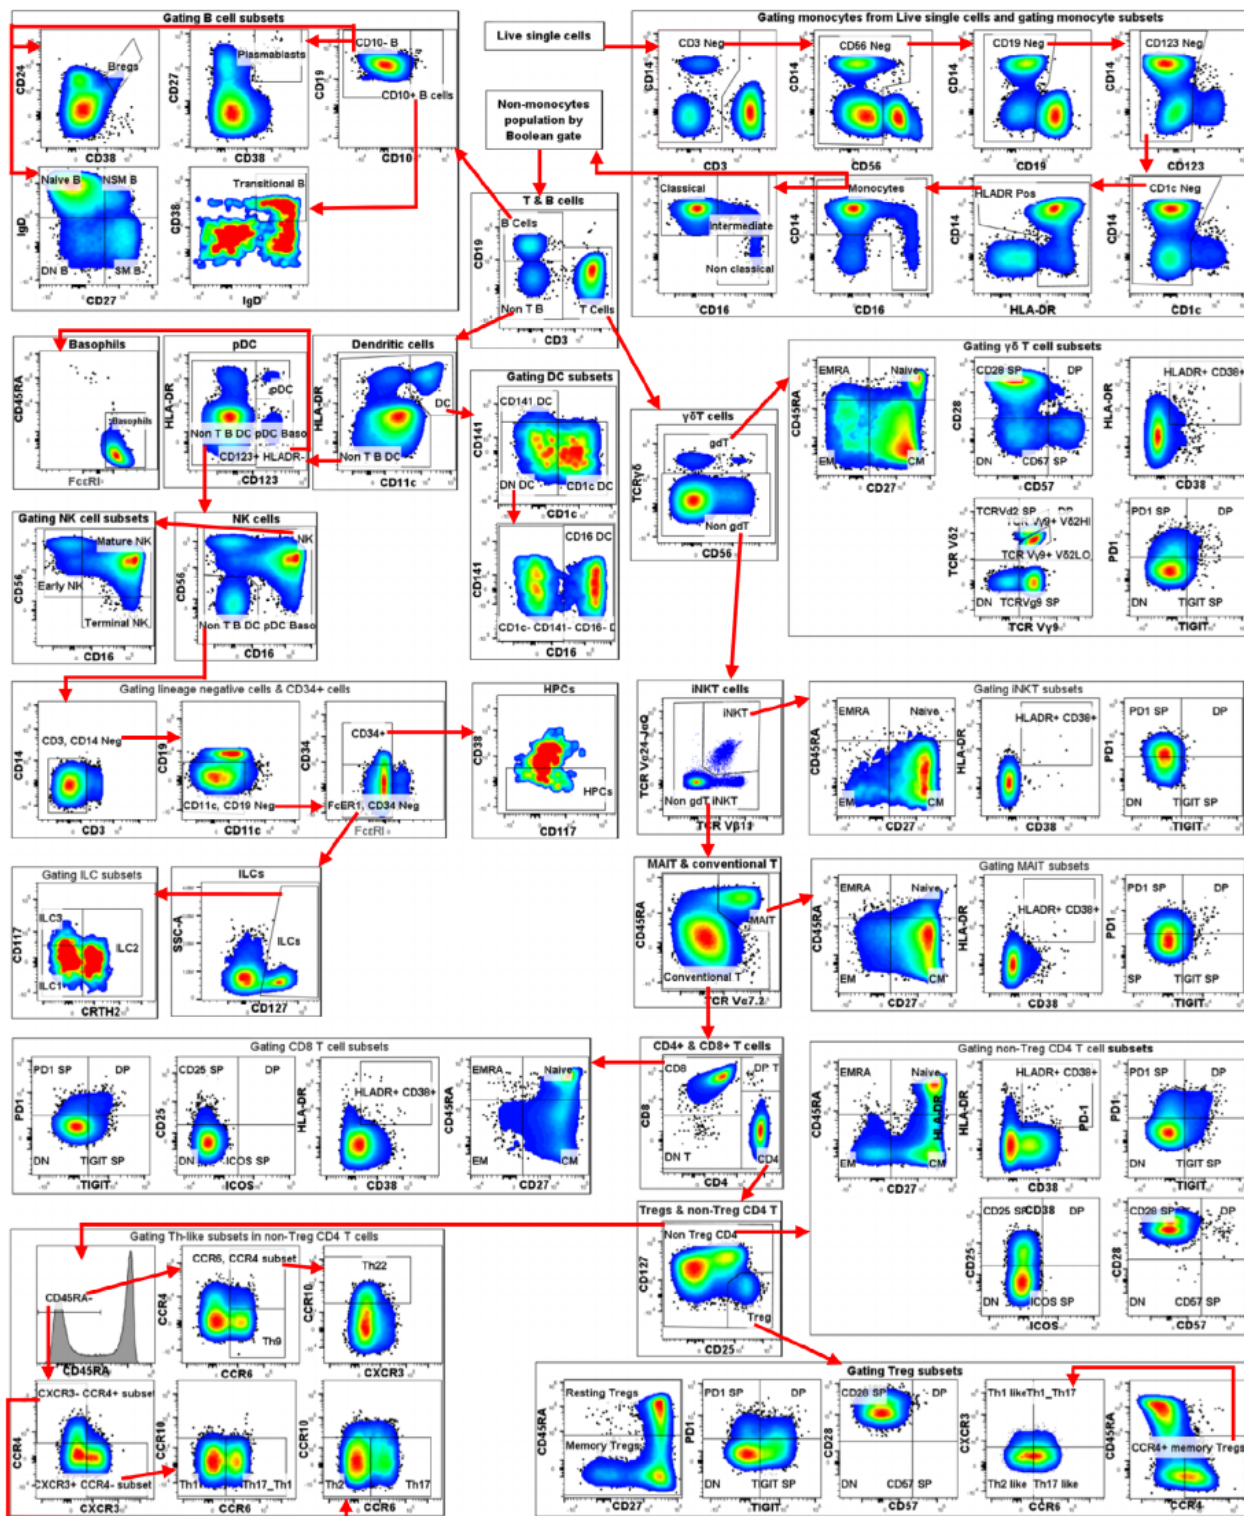 Gating B cell subsets
CD24
Bregs
CD38
CD27
Plasmablasts
CD38
CD19
CD10- B
CD10+ B cells
CD10
IgD
Naive B
NSM B
DN B
SM B
CD27
CD38
Transitional B
IgD
Live single cells
Non-monocytes
population by
Boolean gate
Gating monocytes from Live single cells and gating monocyte subsets
CD14
CD3 Neg
CD3
CD14
CD56 Neg
CD56
CD14
CD19 Neg
CD19
CD14
CD123 Neg
CD123
Classical
Intermediate
Non classical
CD16
CD14
Monocytes
CD16
CD14
HLADR Pos
HLA-DR
CD14
CD1c Neg
CD1c
T & B cells
CD19
B Cells
Non T B
T Cells
CD3
Basophils
CD45RA
Basophils
FcεRI
pDC
HLA-DR
pDC
Non T B DC pDC Baso
CD123+ HLADR-
CD123
Dendritic cells
HLA-DR
DC
Non T B DC
CD11c
Gating DC subsets
CD141
CD141 DC
DN DC
CD1c DC
CD1c
CD141
CD16 DC
CD1c- CD141- CD16- D
CD16
γδT cells
TCRγδ
gdT
Non gdT
CD56
Gating γδ T cell subsets
CD45RA
EMRA
Naive
EM
CM
CD27
CD28
CD28 SP
DP
DN
CD57 SP
CD57
HLA-DR
HLADR+ CD38+
CD38
TCR Vδ2
TCRVd2 SP
DP
TCR Vγ9+ Vδ2HI
TCR Vγ9+ Vδ2LO
DN
TCRVg9 SP
TCR Vγ9
PD1
PD1 SP
DP
DN
TIGIT SP
TIGIT
Gating NK cell subsets
CD56
Mature NK
Early NK
Terminal NK
CD16
NK cells
CD56
NK
Non T B DC pDC Baso
CD16
Gating lineage negative cells & CD34+ cells
CD14
CD3, CD14 Neg
CD3
CD19
CD11c, CD19 Neg
CD11c
CD34
CD34+
FcER1, CD34 Neg
FcεRI
HPCs
CD38
HPCs
CD117
iNKT cells
TCR Vα24-JαQ
iNKT
Non gdT iNKT
TCR Vβ11
Gating iNKT subsets
CD45RA
EMRA
Naive
EM
CM
CD27
HLA-DR
HLADR+ CD38+
CD38
PD1
PD1 SP
DP
DN
TIGIT SP
TIGIT
Gating ILC subsets
CD117
ILC3
ILC2
ILC1
CRTH2
ILCs
SSC-A
ILCs
CD127
MAIT & conventional T
CD45RA
MAIT
Conventional T
TCR Vα7.2
Gating MAIT subsets
CD45RA
EMRA
Naive
EM
CM
CD27
HLA-DR
HLADR+ CD38+
CD38
PD1
PD1 SP
DP
SP
TIGIT SP
TIGIT
Gating CD8 T cell subsets
PD1
PD1 SP
DP
DN
TIGIT SP
TIGIT
CD25
CD25 SP
DP
DN
ICOS SP
ICOS
HLA-DR
HLADR+ CD38+
CD38
CD45RA
EMRA
Naive
EM
CM
CD27
CD4+ & CD8+ T cells
CD8
CD8
DP T
DN T
CD4
CD4
Gating non-Treg CD4 T cell subsets
CD45RA
EMRA
Naive
EM
CM
CD27
HLADR
HLA-DR
HLADR+ CD38+
PD-1
CD38
PD1
PD1 SP
DP
DN
TIGIT SP
TIGIT
CD25
CD25 SP
CD38
DP
DN
ICOS SP
ICOS
CD28
CD28 SP
DP
DN
CD57 SP
CD57
Tregs & non-Treg CD4 T
CD127
Non Treg CD4
Treg
CD25
Gating Th-like subsets in non-Treg CD4 T cells
CD45RA-
CD45RA
CCR4
CCR6, CCR4 subset
Th9
CCR6
CCR10
Th22
CXCR3
CCR4
CXCR3- CCR4+ subset
CXCR3+ CCR4- subset
CXCR3
CCR10
Th1
Th17_Th1
CCR6
CCR10
Th2
Th17
CCR6
Gating Treg subsets
CD45RA
Resting Tregs
Memory Tregs
CD27
PD1
PD1 SP
DP
DN
TIGIT SP
TIGIT
CD28
CD28 SP
DP
DN
CD57 SP
CD57
CXCR3
Th1 like
Th1_Th17
Th2 like
Th17 like
CCR6
CD45RA
CCR4+ memory Tregs
CCR4